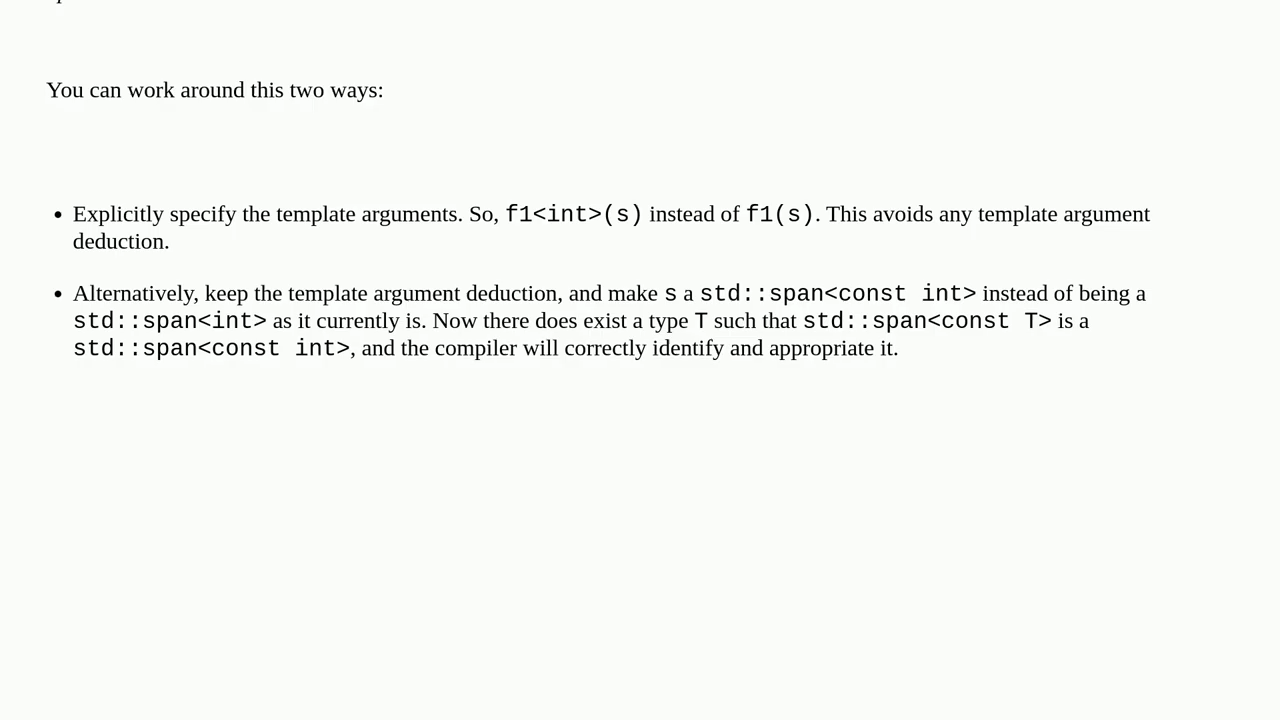 You can work around this two ways:
• Explicitly specify the template arguments. So, f1<int>(s) instead of f1(s). This avoids any template argument
deduction.
• Alternatively, keep the template argument deduction, and make s a std::span<const int> instead of being a
std::span<int> as it currently is. Now there does exist a type T such that std::span<const T> is a
std::span<const int>, and the compiler will correctly identify and appropriate it.